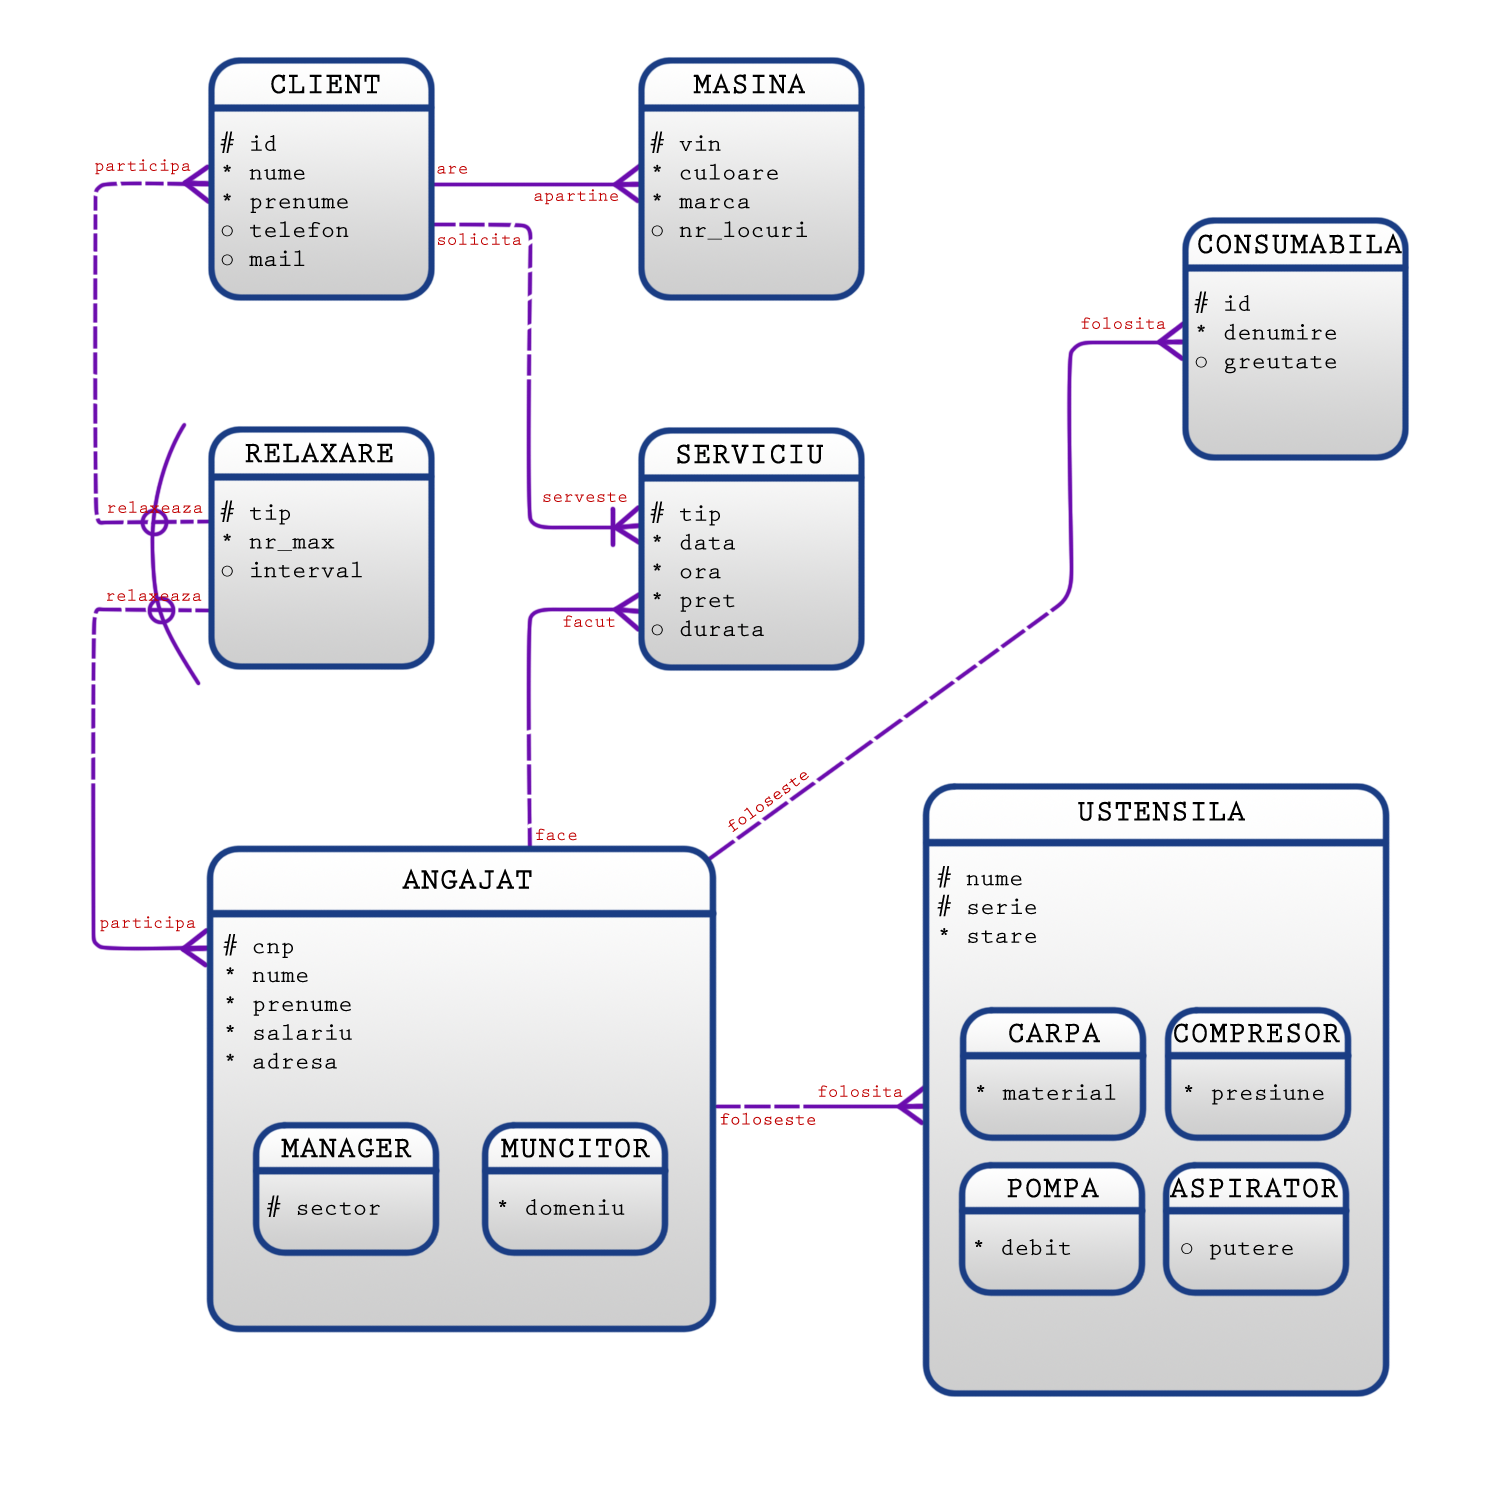 CLIENT
# id
* nume
* prenume
○ telefon
○ mail
MASINA
# vin
* culoare
* marca
○ nr_locuri
participa
are
apartine
solicita
CONSUMABILA
# id
* denumire
○ greutate
folosita
RELAXARE
# tip
* nr_max
○ interval
relaxeaza
relaxeaza
SERVICIU
# tip
* data
* ora
* pret
○ durata
serveste
facut
face
foloseste
participa
ANGAJAT
# cnp
* nume
* prenume
* salariu
* adresa
MANAGER
# sector
MUNCITOR
* domeniu
folosita
foloseste
USTENSILA
# nume
# serie
* stare
CARPA
* material
COMPRESOR
* presiune
POMPA
* debit
ASPIRATOR
○ putere